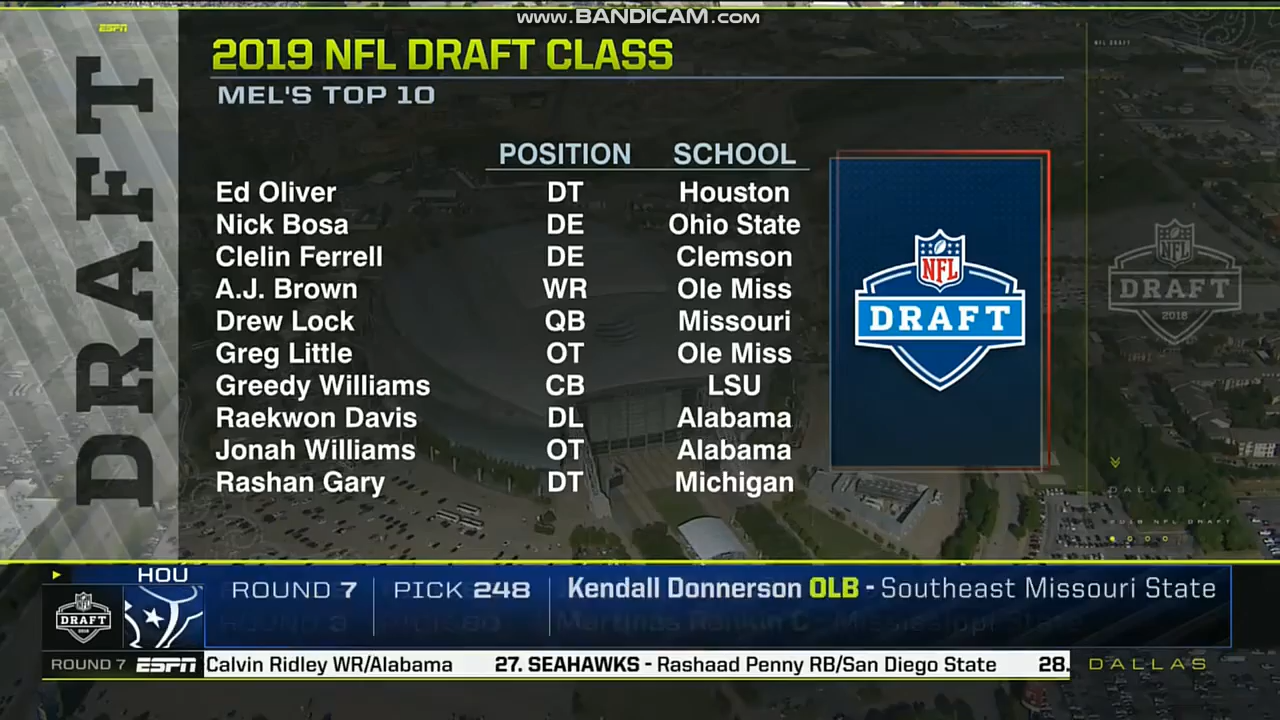 www.BANDICAM.com
ESPN
2019 NFL DRAFT CLASS
NFL DRAFT
MEL'S TOP 10
DRAFT
POSITION SCHOOL
Ed Oliver DT Houston
Nick Bosa DE Ohio State
Clelin Ferrell DE Clemson
A.J. Brown WR Ole Miss
Drew Lock QB Missouri
Greg Little OT Ole Miss
Greedy Williams CB LSU
Raekwon Davis DL Alabama
Jonah Williams OT Alabama
Rashan Gary DT Michigan
NFL
DRAFT
NFL
DRAFT
2018
DALLAS
2018 NFL DRAFT
HOU
ROUND 7 PICK 248 Kendall Donnerson OLB - Southeast Missouri State
DRAFT
ROUND 7 ESPN Calvin Ridley WR/Alabama 27. SEAHAWKS - Rashaad Penny RB/San Diego State 28. DALLAS